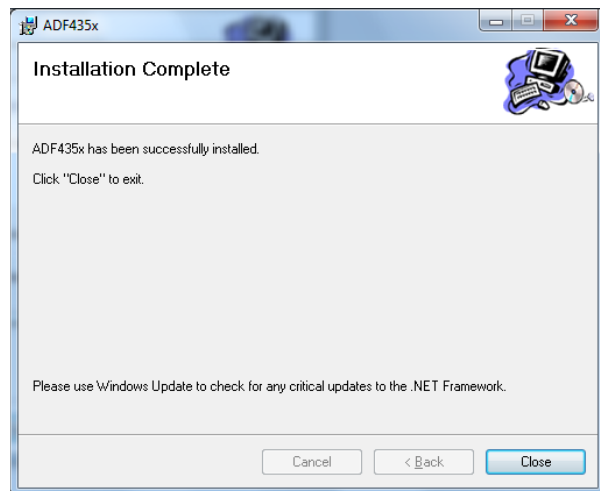 ADF435x
Installation Complete
ADF435x has been successfully installed.
Click "Close" to exit.
Please use Windows Update to check for any critical updates to the .NET Framework.
Cancel
< Back
Close